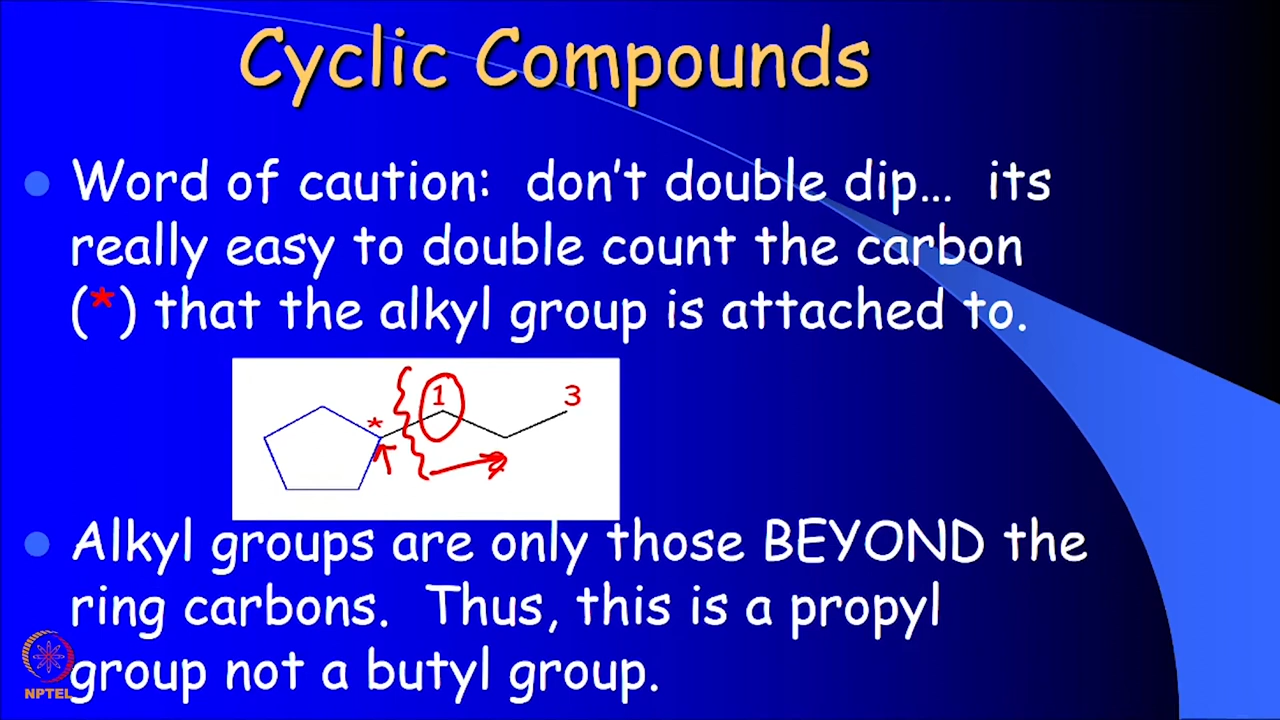 Cyclic Compounds
Word of caution: don't double dip... its
really easy to double count the carbon
(*) that the alkyl group is attached to.
* 1 3
Alkyl groups are only those BEYOND the
ring carbons. Thus, this is a propyl
group not a butyl group.
NPTEL